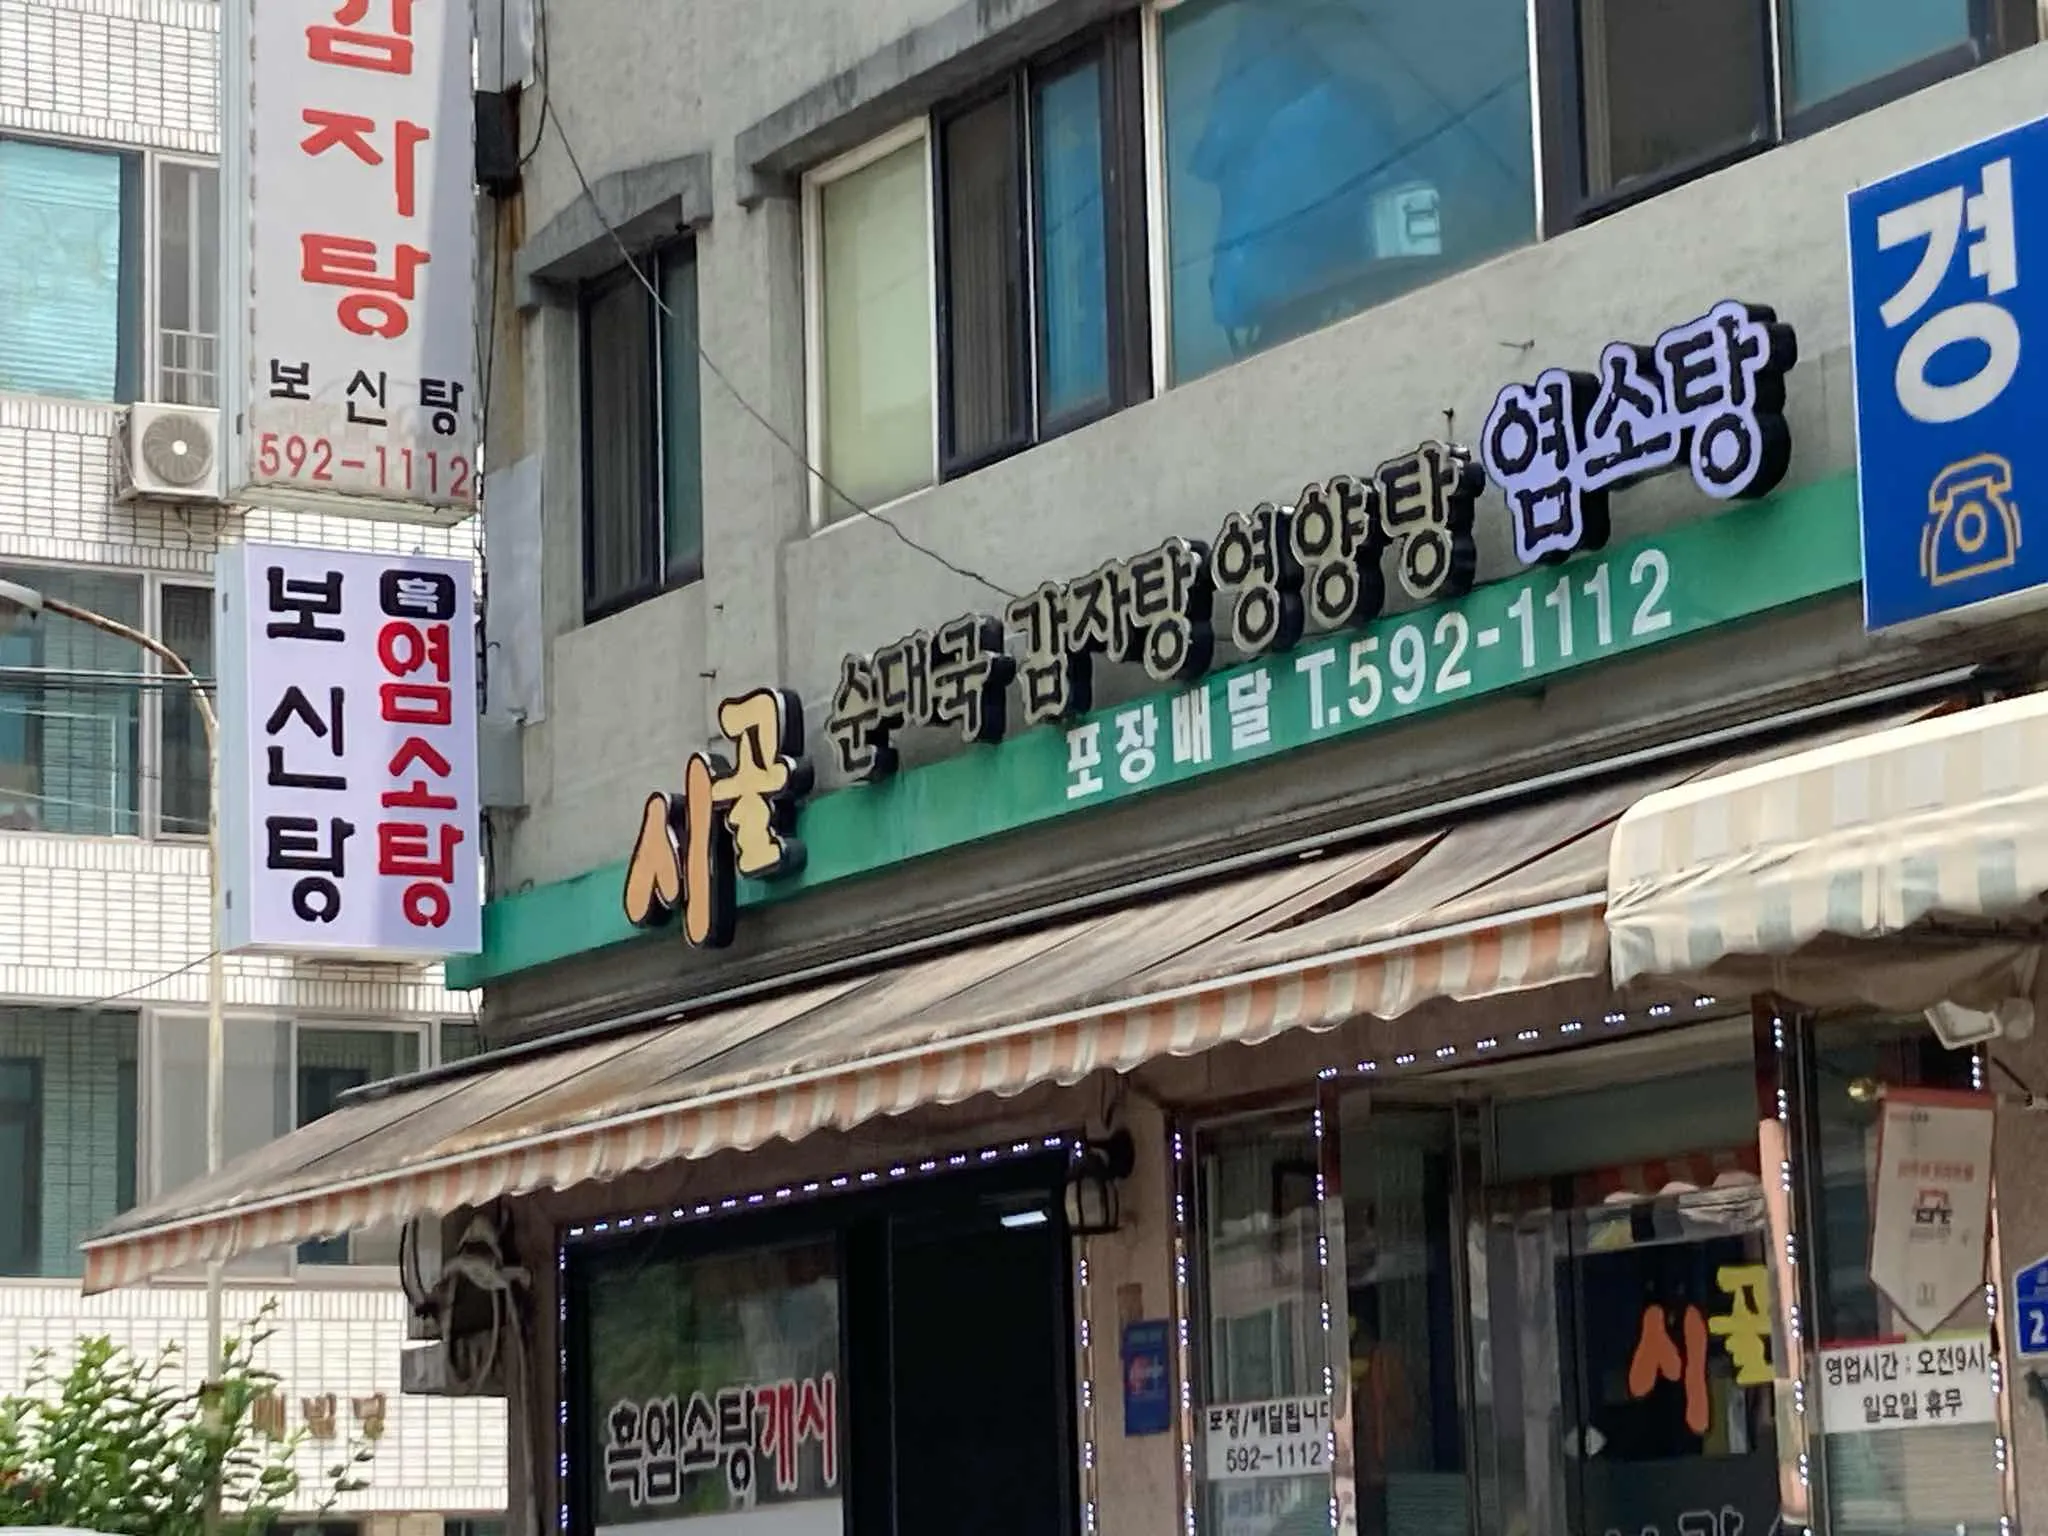 감자탕
보신탕
592-1112
보신탕
흑염소탕
시골
순대국 감자탕 영양탕 염소탕
포장배달 T.592-1112
경
흑염소탕개시
포장/배달됩니다
592-1112
시골
영업시간 : 오전9시
일요일 휴무
2